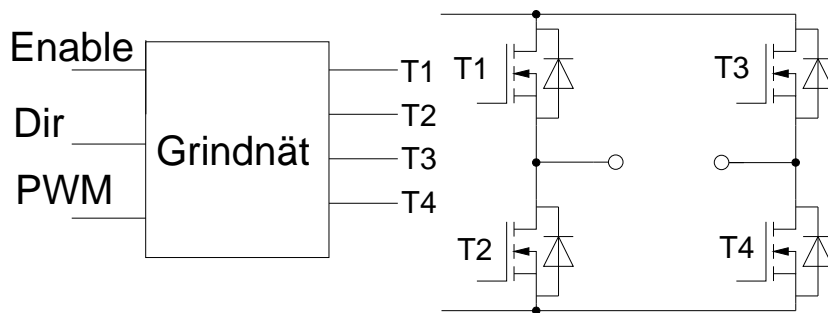 Enable
Dir
PWM
Grindnät
T1
T2
T3
T4
T1
T3
T2
T4